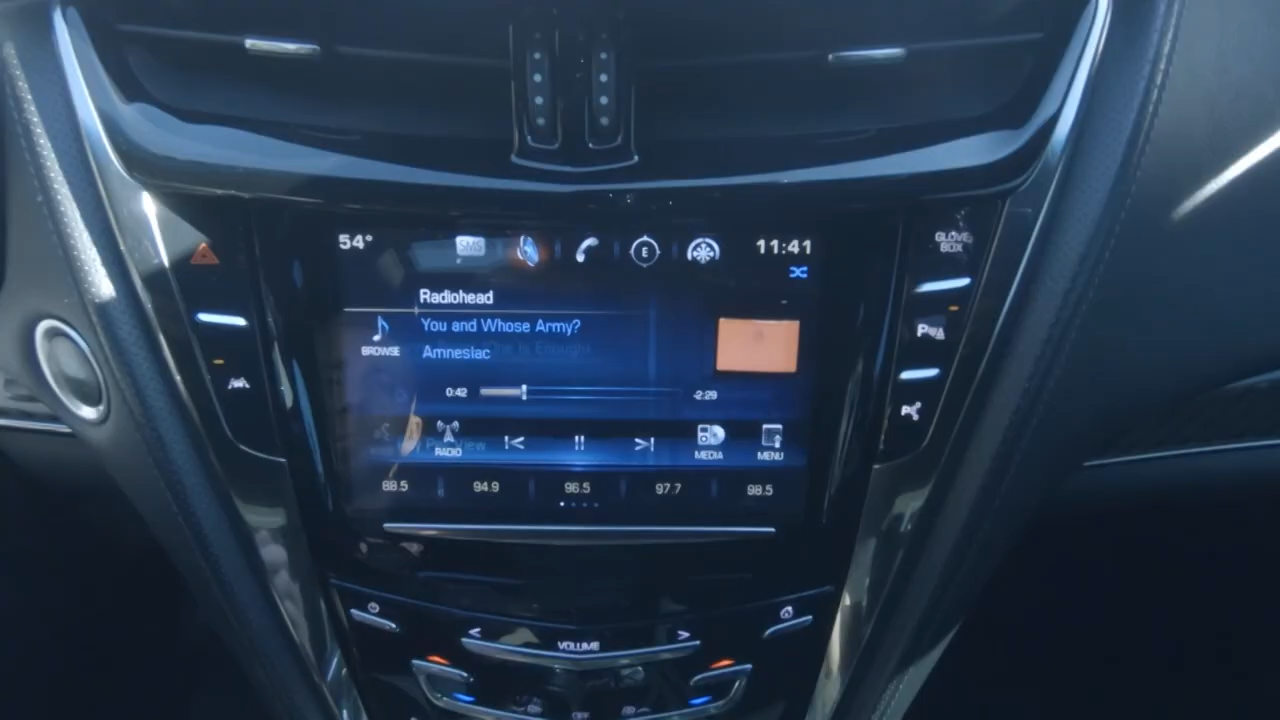 54° SMS E 11:41
GLOVE
BOX
Radiohead
You and Whose Army?
BROWSE
Amnesiac
0:42 -2:29
RADIO MEDIA MENU
88.5 94.9 96.5 97.7 98.5
< VOLUME >